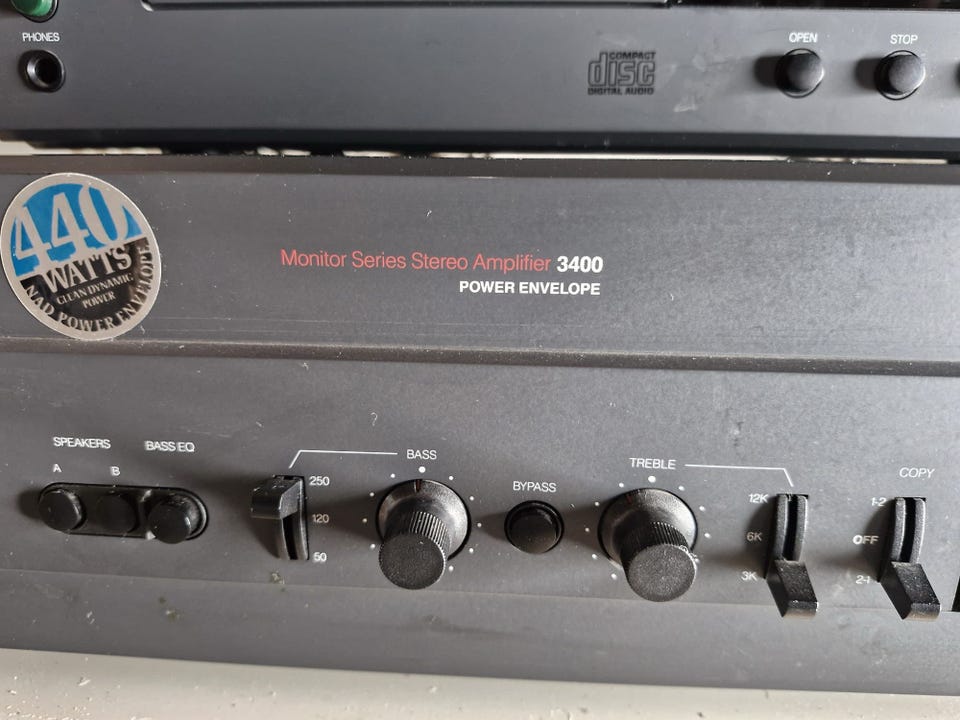 PHONES
OPEN
STOP
COMPACT
disc
DIGITAL AUDIO
440
WATTS
CLEAN DYNAMIC
POWER
NAD POWER ENVELOPE
Monitor Series Stereo Amplifier 3400
POWER ENVELOPE
SPEAKERS
A
B
BASS EQ
BASS
250
120
50
BYPASS
TREBLE
12K
6K
3K
COPY
1-2
OFF
2-1